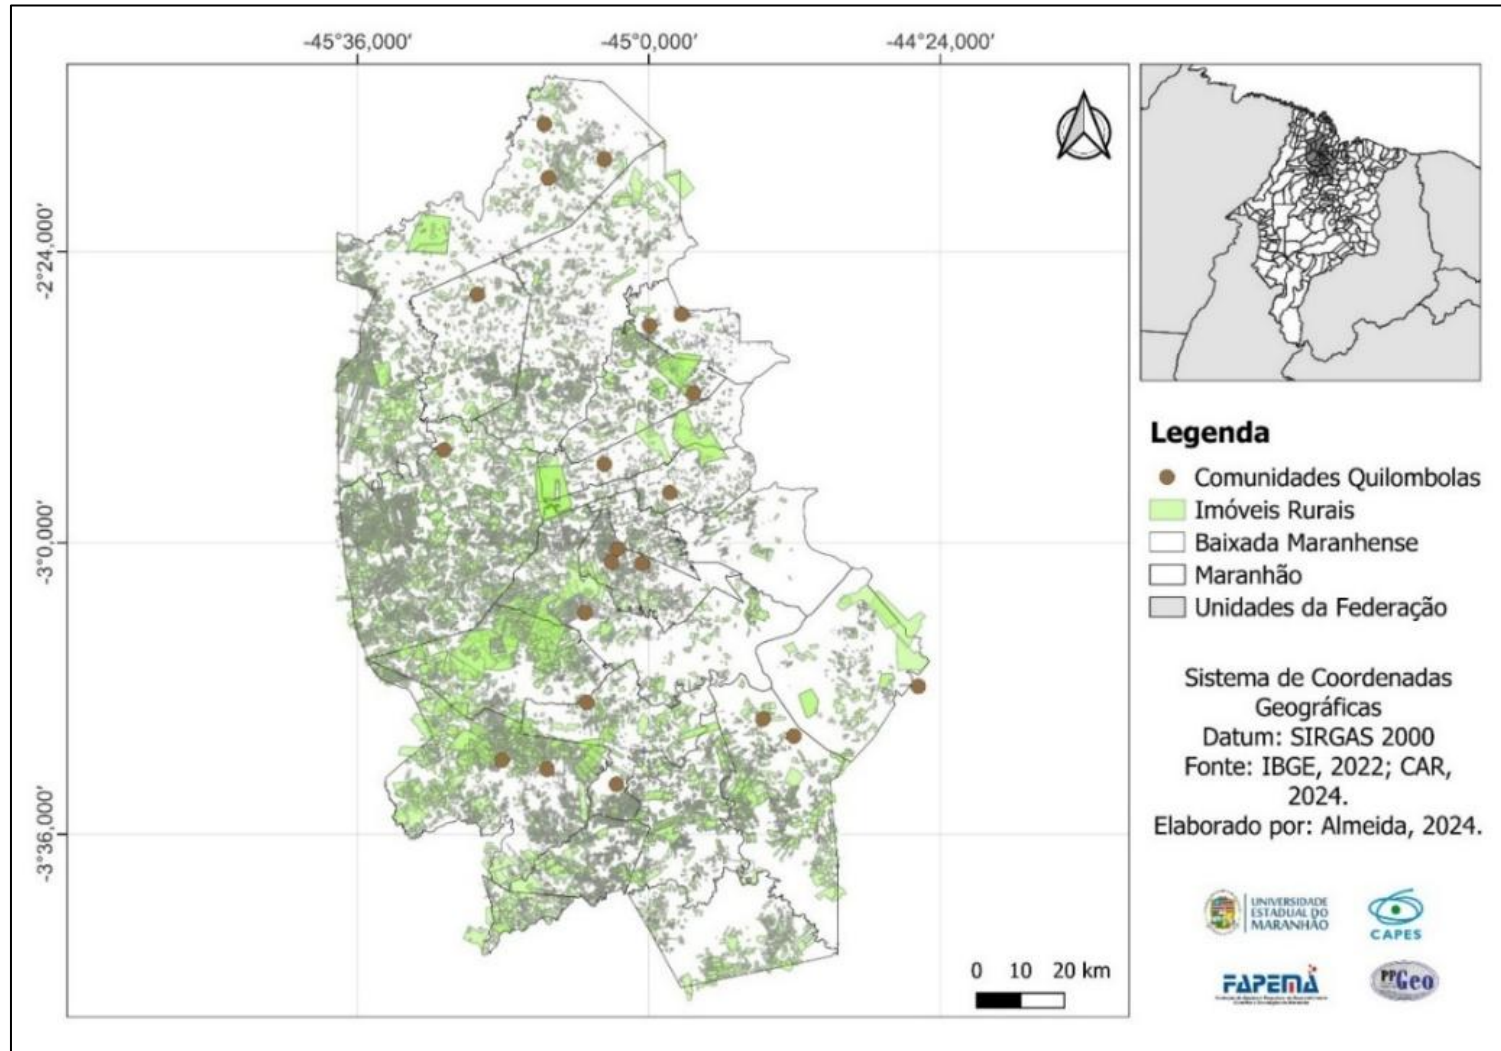 -45°36,000'
-45°0,000'
-44°24,000'
-2°24,000'
-3°0,000'
-3°36,000'
0 10 20 km
Legenda
Comunidades Quilombolas
Imóveis Rurais
Baixada Maranhense
Maranhão
Unidades da Federação
Sistema de Coordenadas
Geográficas
Datum: SIRGAS 2000
Fonte: IBGE, 2022; CAR,
2024.
Elaborado por: Almeida, 2024.
UNIVERSIDADE
ESTADUAL DO
MARANHÃO
CAPES
FAPEMA
PPGeo